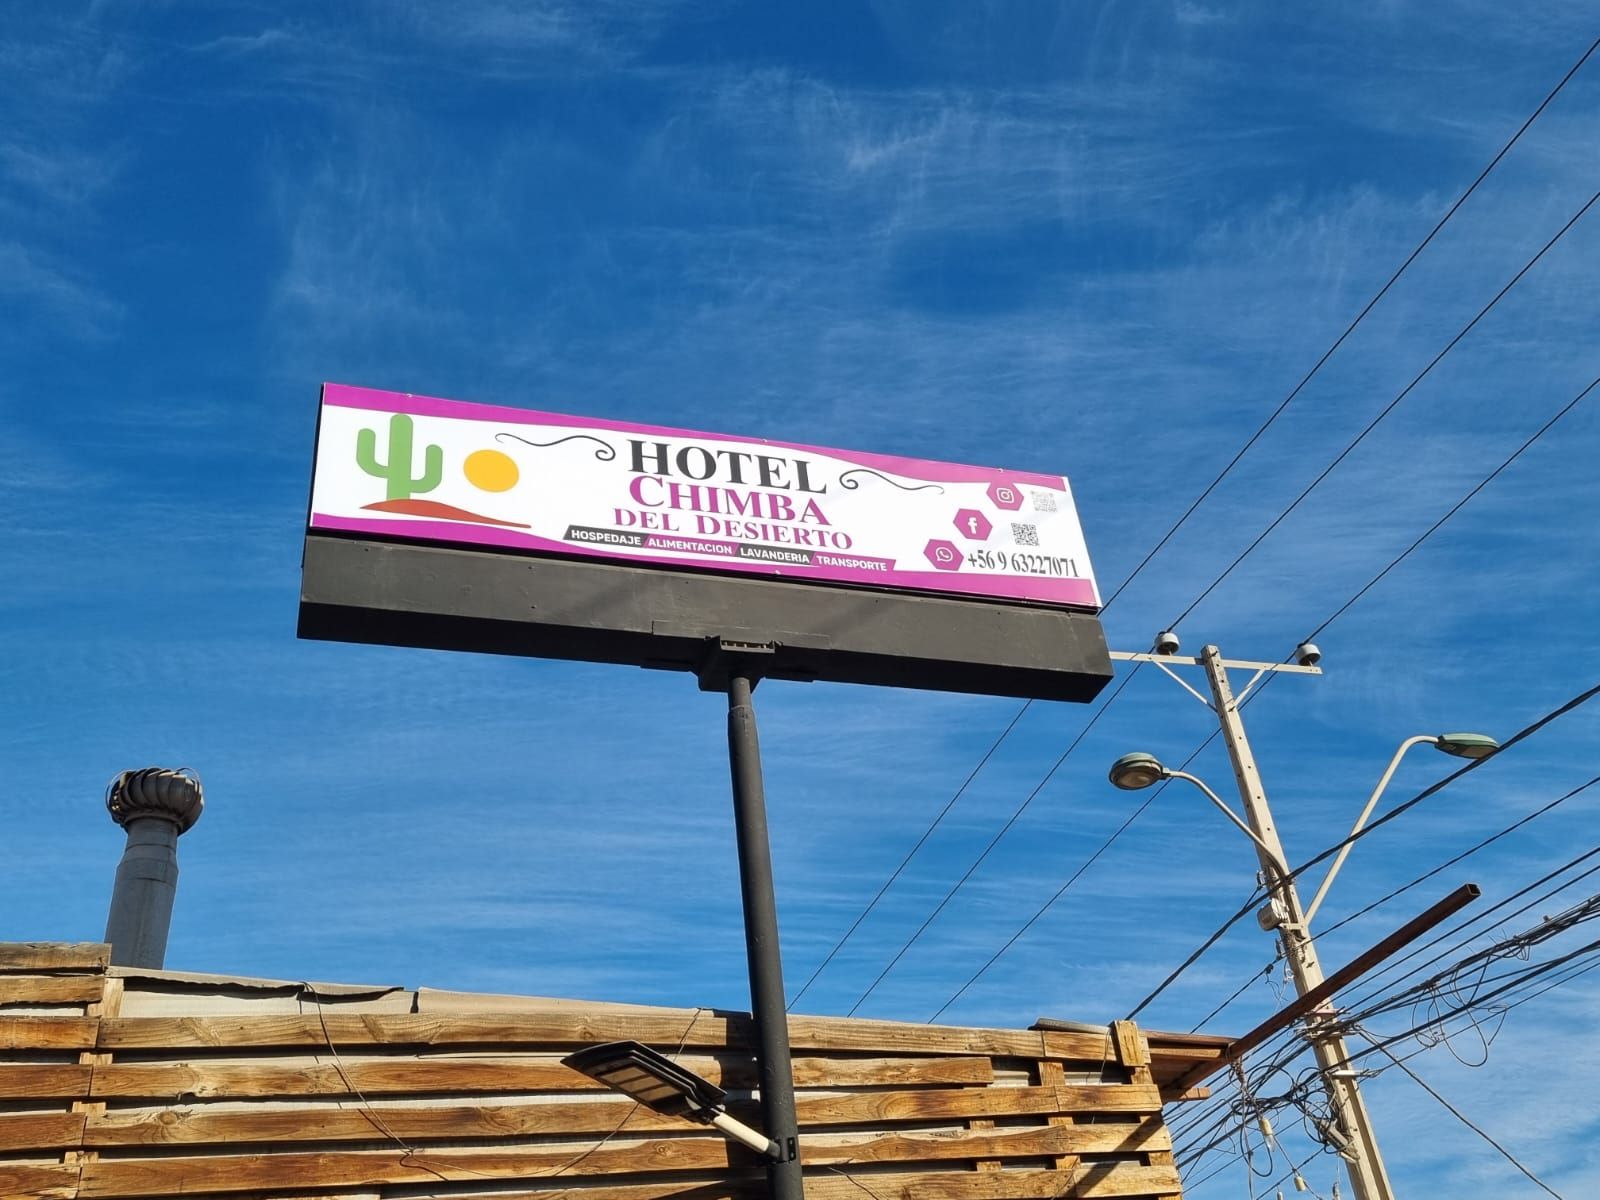 HOTEL
CHIMBA
DEL DESIERTO
HOSPEDAJE ALIMENTACION LAVANDERIA TRANSPORTE
+56 9 63227071